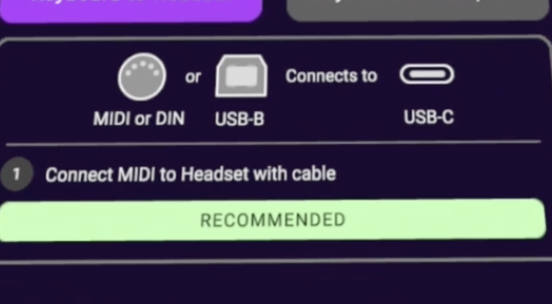 or
Connects to
MIDI or DIN
USB-B
USB-C
1
Connect MIDI to Headset with cable
RECOMMENDED